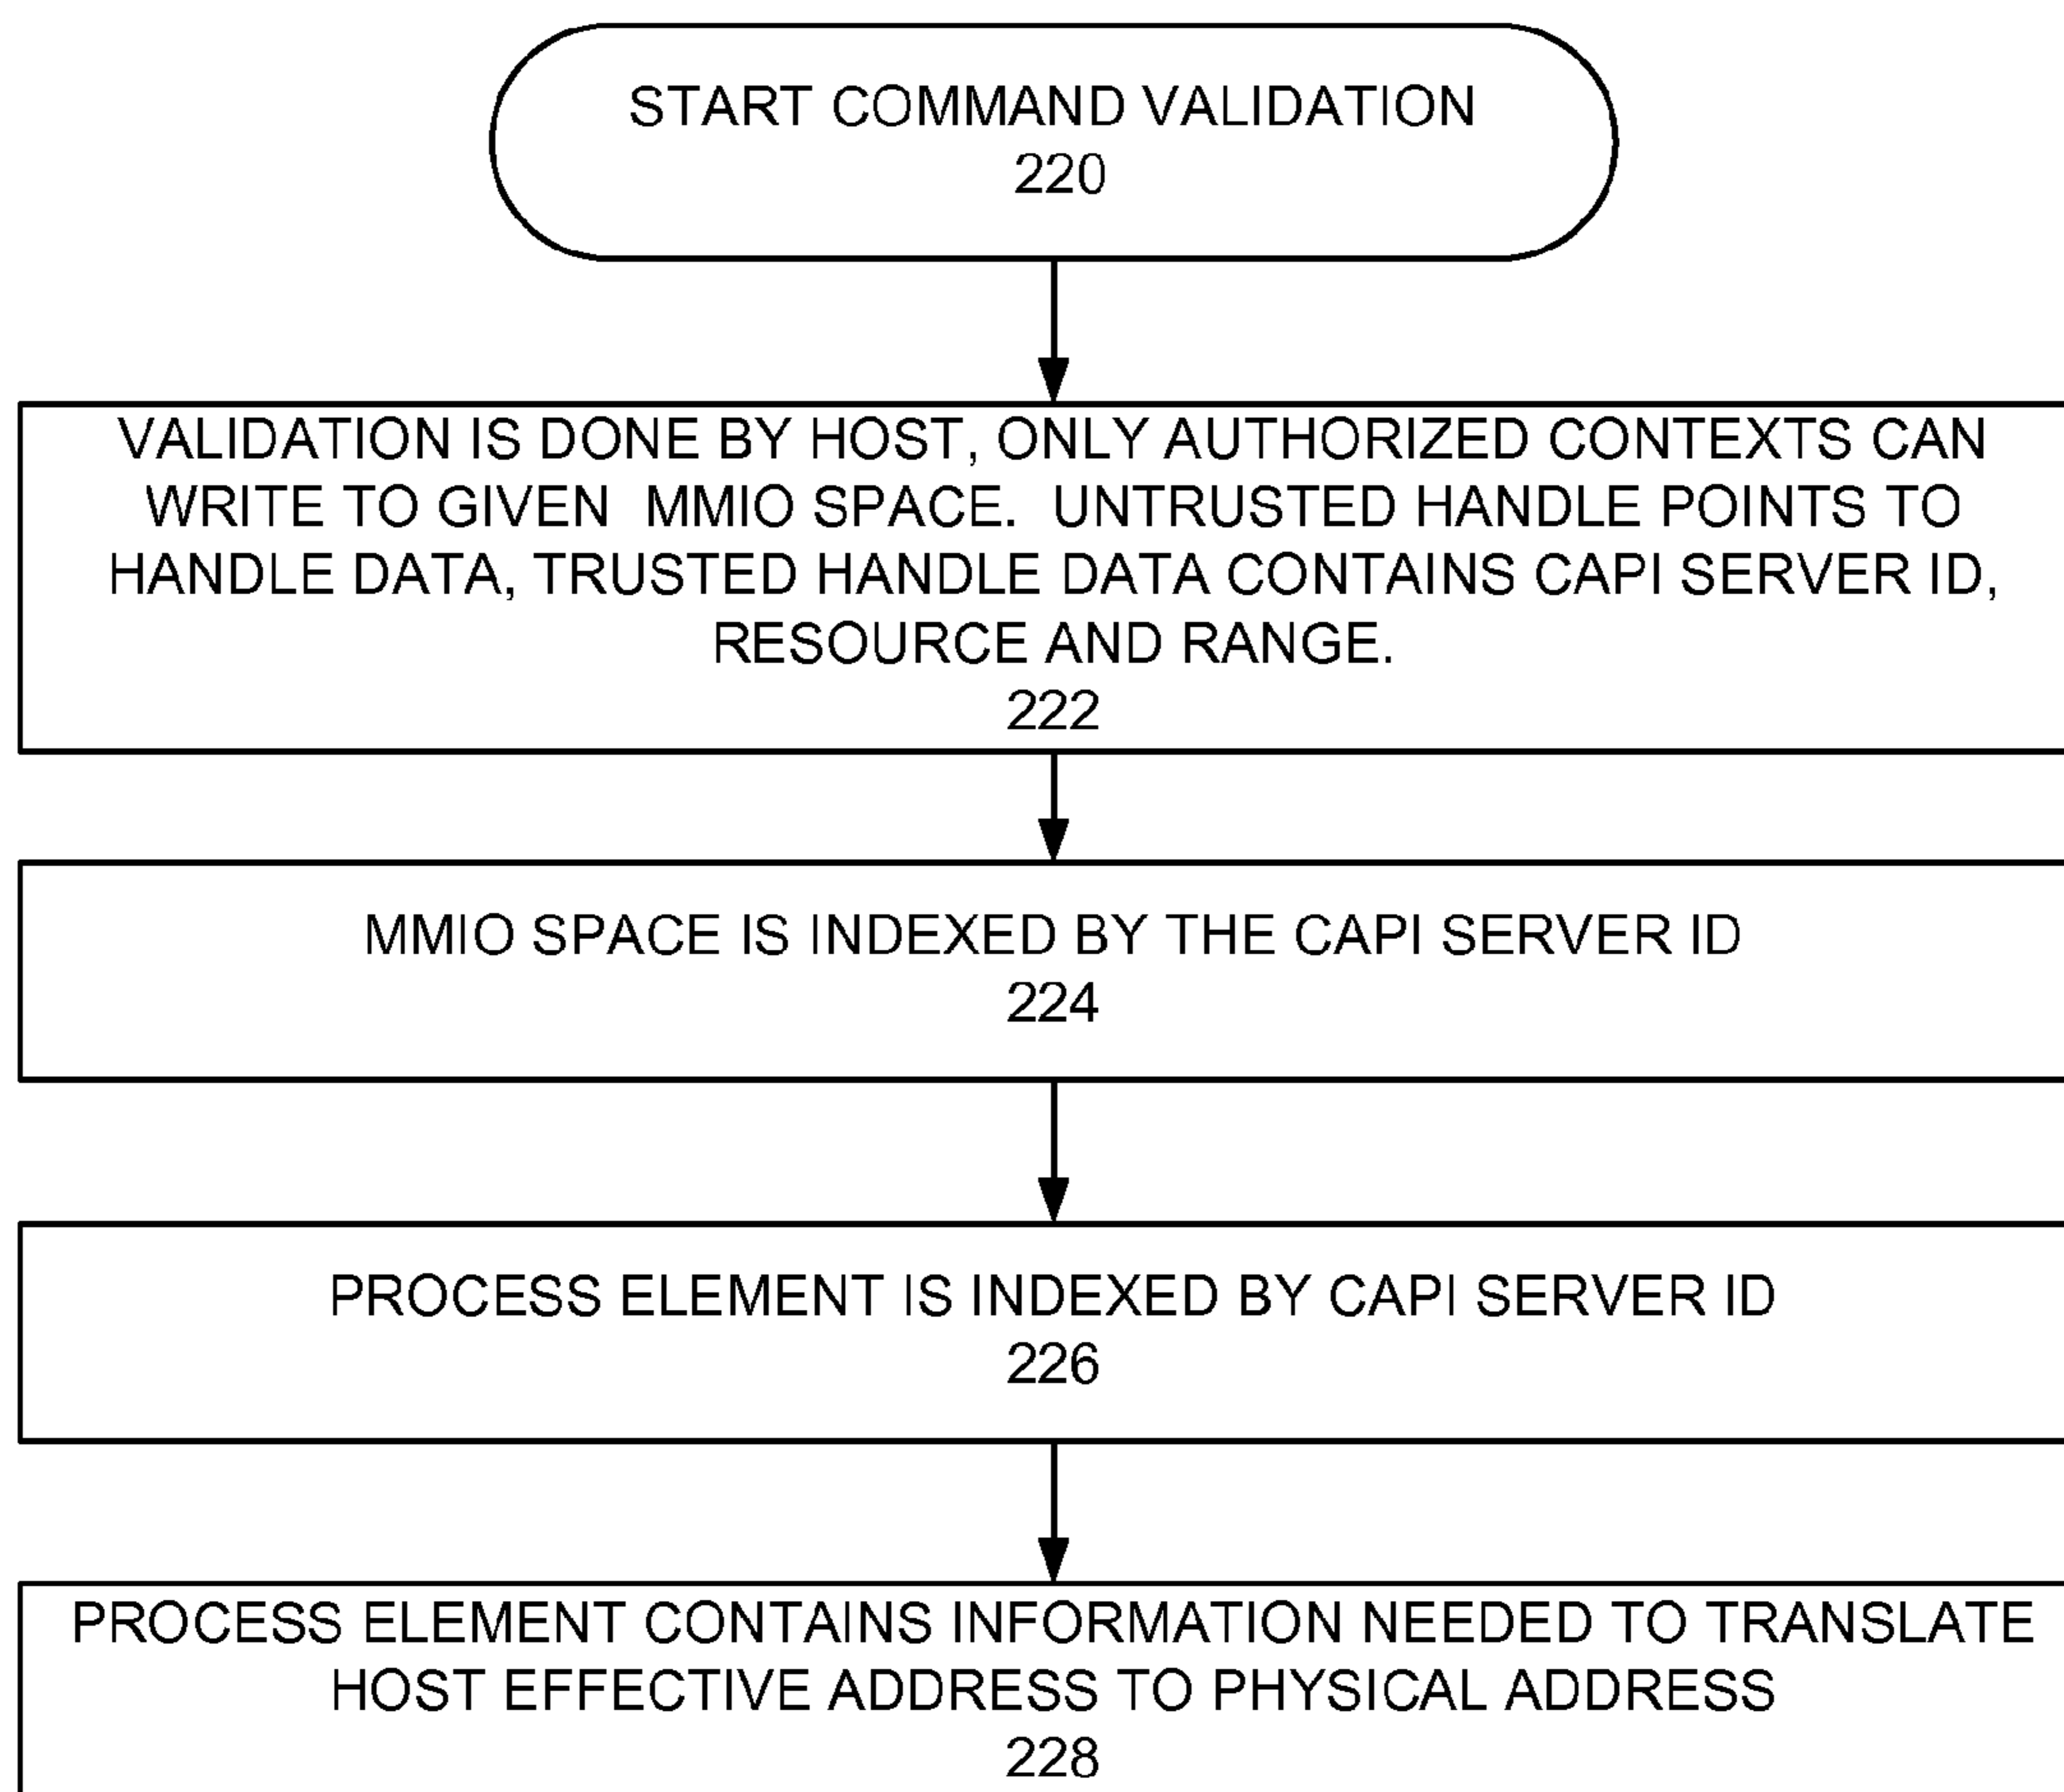 START COMMAND VALIDATION
220
VALIDATION IS DONE BY HOST, ONLY AUTHORIZED CONTEXTS CAN
WRITE TO GIVEN MMIO SPACE. UNTRUSTED HANDLE POINTS TO
HANDLE DATA, TRUSTED HANDLE DATA CONTAINS CAPI SERVER ID,
RESOURCE AND RANGE.
222
MMIO SPACE IS INDEXED BY THE CAPI SERVER ID
224
PROCESS ELEMENT IS INDEXED BY CAPI SERVER ID
226
PROCESS ELEMENT CONTAINS INFORMATION NEEDED TO TRANSLATE
HOST EFFECTIVE ADDRESS TO PHYSICAL ADDRESS
228